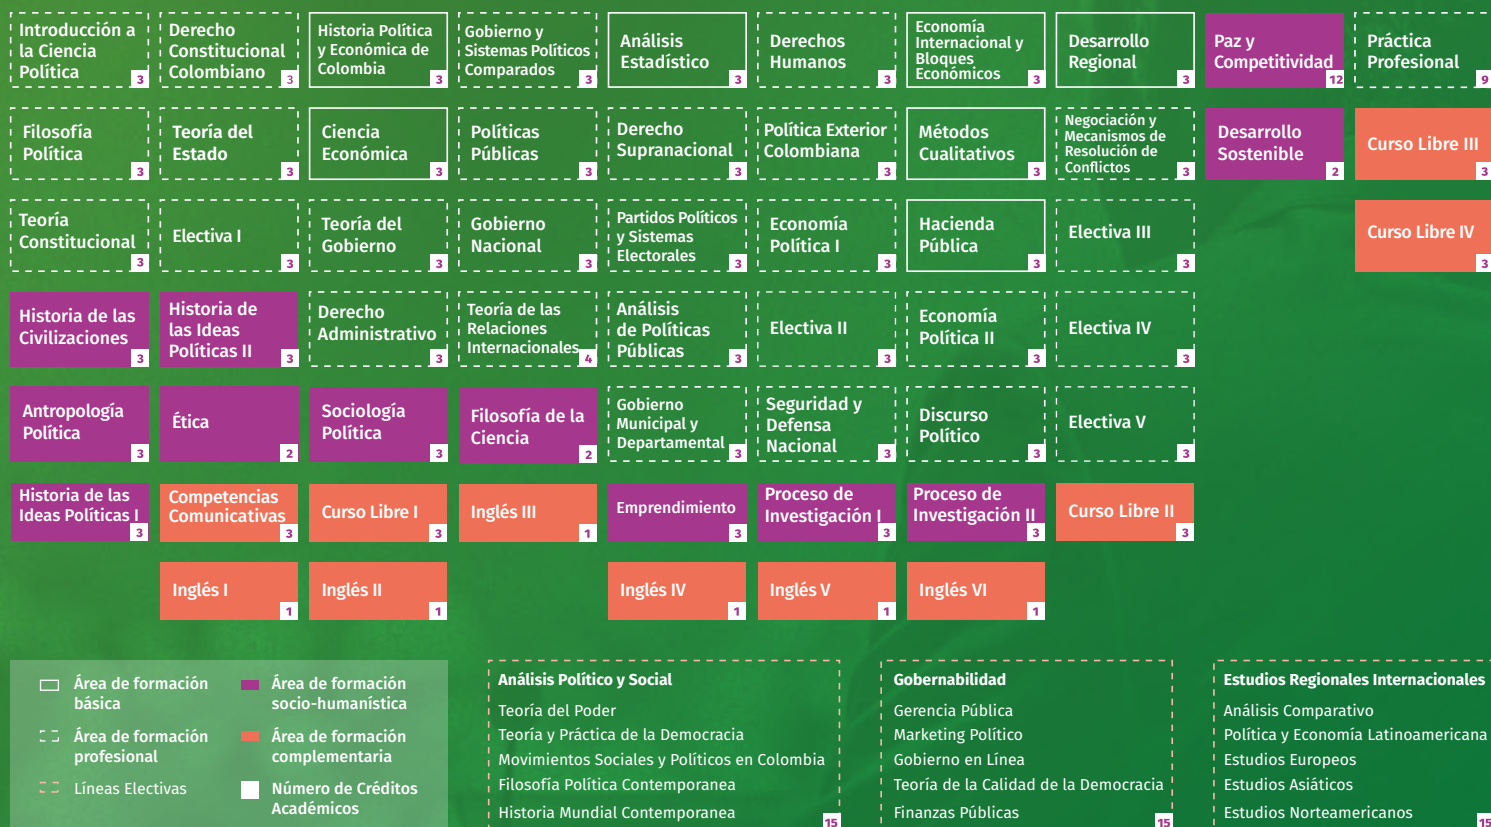 Introducción a
la Ciencia
Política
3
Derecho
Constitucional
Colombiano
3
Historia Política
y Económica de
Colombia
3
Gobierno y
Sistemas Políticos
Comparados
3
Análisis
Estadístico
3
Derechos
Humanos
3
Economía
Internacional y
Bloques
Económicos
3
Desarrollo
Regional
3
Paz y
Competitividad
12
Práctica
Profesional
9
Filosofía
Política
3
Teoría del
Estado
3
Ciencia
Económica
3
Políticas
Públicas
3
Derecho
Supranacional
3
Política Exterior
Colombiana
3
Métodos
Cualitativos
3
Negociación y
Mecanismos de
Resolución de
Conflictos
3
Desarrollo
Sostenible
2
Curso Libre III
3
Teoría
Constitucional
3
Electiva I
3
Teoría del
Gobierno
3
Gobierno
Nacional
3
Partidos Políticos
y Sistemas
Electorales
3
Economía
Política I
3
Hacienda
Pública
3
Electiva III
3
Curso Libre IV
3
Historia de las
Civilizaciones
3
Historia de
las Ideas
Políticas II
3
Derecho
Administrativo
3
Teoría de las
Relaciones
Internacionales
4
Análisis
de Políticas
Públicas
3
Electiva II
3
Economía
Política II
3
Electiva IV
3
Antropología
Política
3
Ética
2
Sociología
Política
3
Filosofía de la
Ciencia
2
Gobierno
Municipal y
Departamental
3
Seguridad y
Defensa
Nacional
3
Discurso
Político
3
Electiva V
3
Historia de las
Ideas Políticas I
3
Competencias
Comunicativas
3
Curso Libre I
3
Inglés III
1
Emprendimiento
3
Proceso de
Investigación I
3
Proceso de
Investigación II
3
Curso Libre II
3
Inglés I
1
Inglés II
1
Inglés IV
1
Inglés V
1
Inglés VI
1
Área de formación
básica
Área de formación
socio-humanística
Área de formación
profesional
Área de formación
complementaria
Líneas Electivas
Número de Créditos
Académicos
Análisis Político y Social
Teoría del Poder
Teoría y Práctica de la Democracia
Movimientos Sociales y Políticos en Colombia
Filosofía Política Contemporanea
Historia Mundial Contemporanea
15
Gobernabilidad
Gerencia Pública
Marketing Político
Gobierno en Línea
Teoría de la Calidad de la Democracia
Finanzas Públicas
15
Estudios Regionales Internacionales
Análisis Comparativo
Política y Economía Latinoamericana
Estudios Europeos
Estudios Asiáticos
Estudios Norteamericanos
15